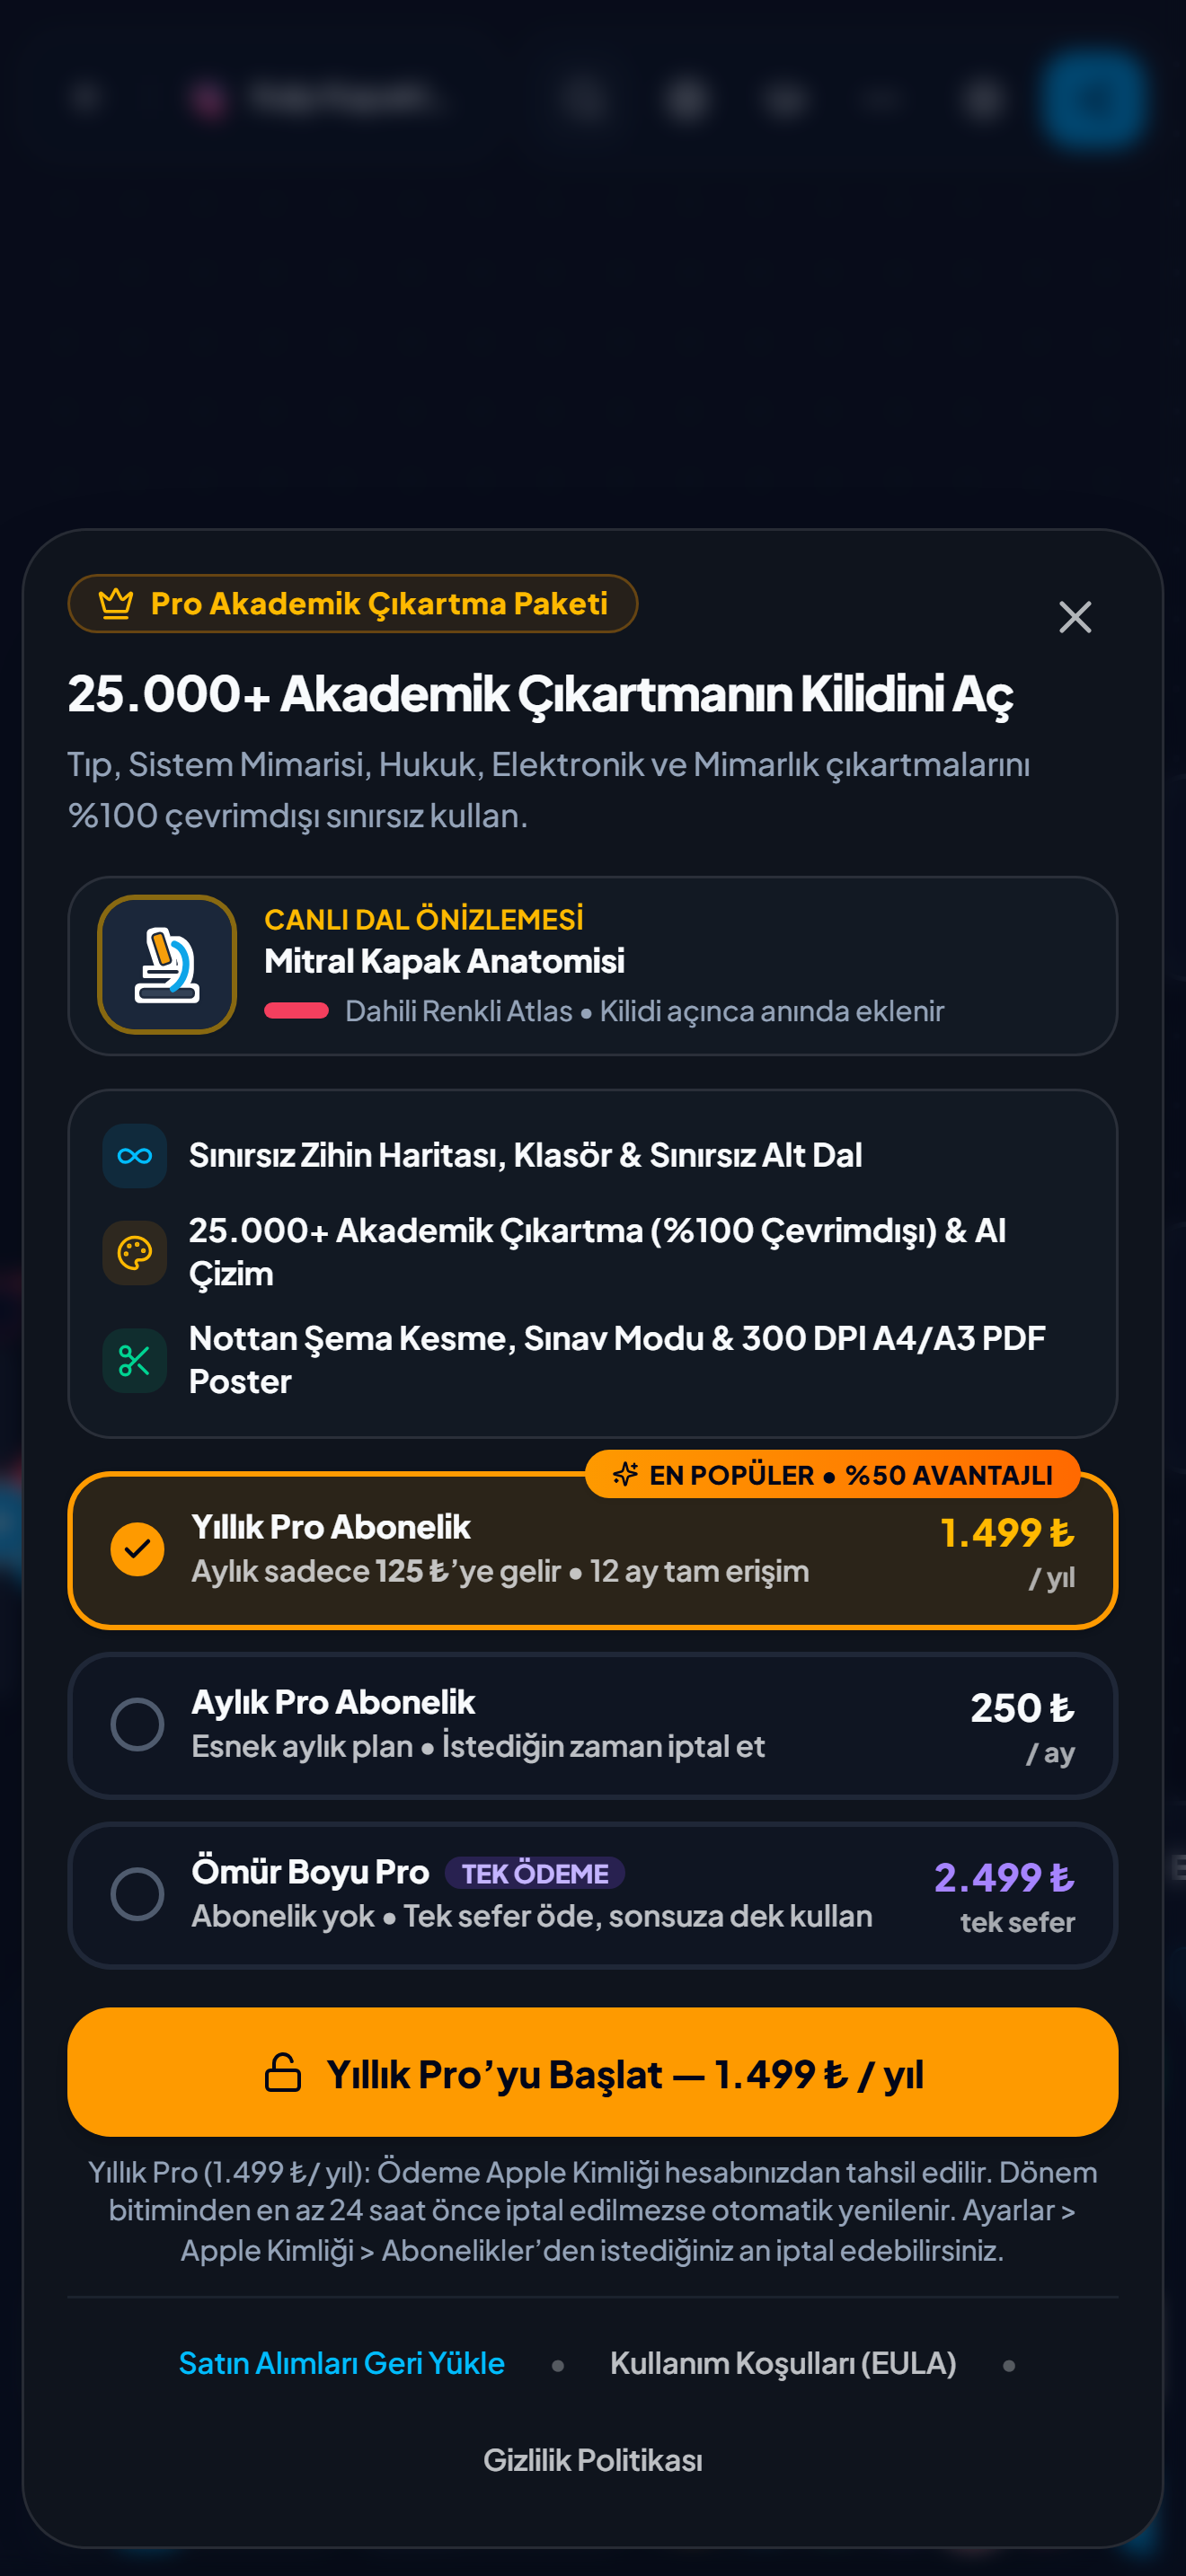 Pro Akademik Çıkartma Paketi
25.000+ Akademik Çıkartmanın Kilidini Aç
Tıp, Sistem Mimarisi, Hukuk, Elektronik ve Mimarlık çıkartmalarını
%100 çevrimdışı sınırsız kullan.
CANLI DAL ÖNİZLEMESİ
Mitral Kapak Anatomisi
Dahili Renkli Atlas • Kilidi açınca anında eklenir
Sınırsız Zihin Haritası, Klasör & Sınırsız Alt Dal
25.000+ Akademik Çıkartma (%100 Çevrimdışı) & AI
Çizim
Nottan Şema Kesme, Sınav Modu & 300 DPI A4/A3 PDF
Poster
EN POPÜLER • %50 AVANTAJLI
Yıllık Pro Abonelik
1.499 ₺
Aylık sadece 125 ₺’ye gelir • 12 ay tam erişim
/ yıl
Aylık Pro Abonelik
250 ₺
Esnek aylık plan • İstediğin zaman iptal et
/ ay
Ömür Boyu Pro TEK ÖDEME
2.499 ₺
Abonelik yok • Tek sefer öde, sonsuza dek kullan
tek sefer
Yıllık Pro’yu Başlat — 1.499 ₺ / yıl
Yıllık Pro (1.499 ₺/ yıl): Ödeme Apple Kimliği hesabınızdan tahsil edilir. Dönem
bitiminden en az 24 saat önce iptal edilmezse otomatik yenilenir. Ayarlar >
Apple Kimliği > Abonelikler’den istediğiniz an iptal edebilirsiniz.
Satın Alımları Geri Yükle • Kullanım Koşulları (EULA) •
Gizlilik Politikası